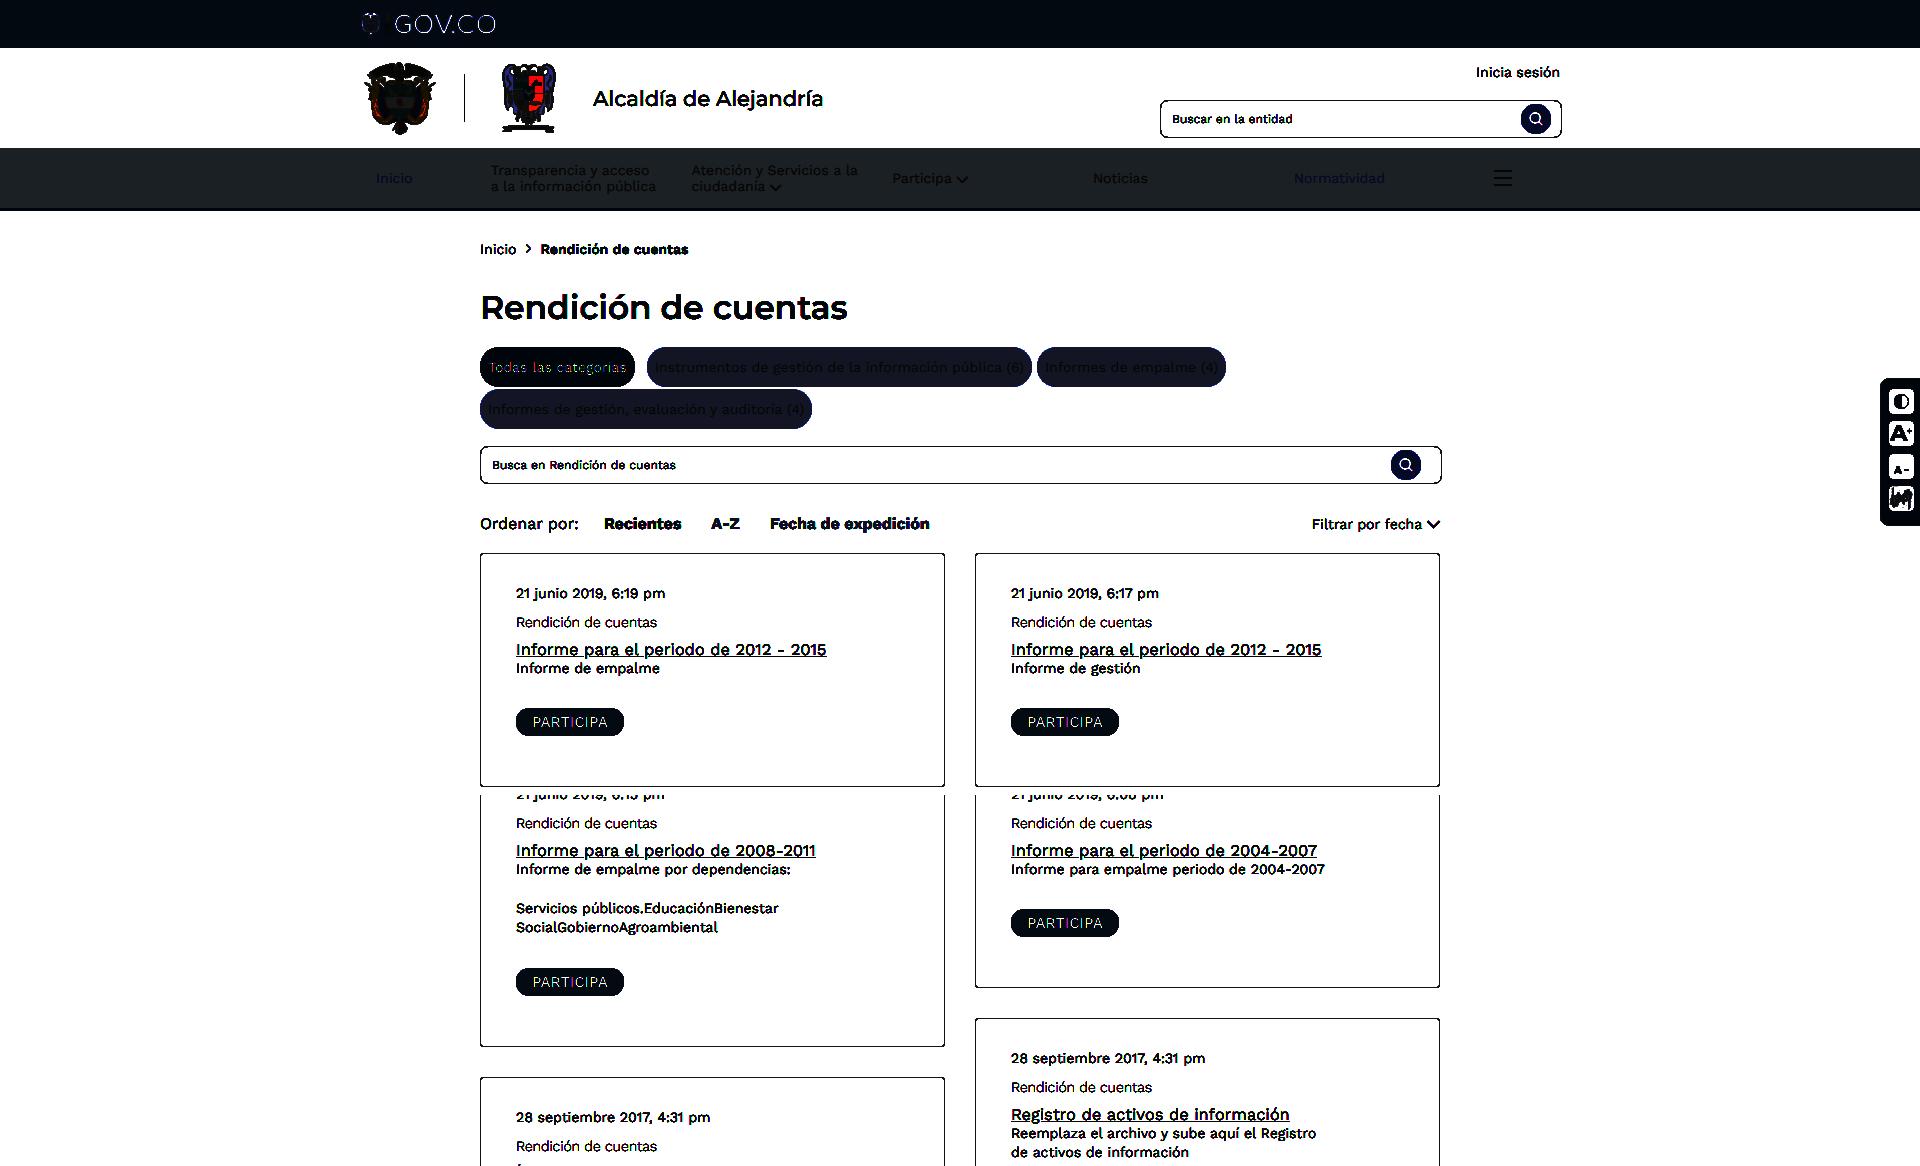 GOV.CO
Alcaldía de Alejandría
Inicia sesión
Buscar en la entidad
Inicio
Transparencia y acceso
a la información pública
Atención y Servicios a la
ciudadanía
Participa
Noticias
Normatividad
Inicio > Rendición de cuentas
Rendición de cuentas
Todas las categorías
Instrumentos de gestión de la información pública (6)
Informes de empalme (4)
Informes de gestión, evaluación y auditoría (4)
Busca en Rendición de cuentas
Ordenar por: Recientes A-Z Fecha de expedición
Filtrar por fecha
A+
A-
21 junio 2019, 6:19 pm
Rendición de cuentas
Informe para el periodo de 2012 - 2015
Informe de empalme
PARTICIPA
21 junio 2019, 6:17 pm
Rendición de cuentas
Informe para el periodo de 2012 - 2015
Informe de gestión
PARTICIPA
Rendición de cuentas
Informe para el periodo de 2008-2011
Informe de empalme por dependencias:
Servicios públicos.EducaciónBienestar
SocialGobiernoAgroambiental
PARTICIPA
Rendición de cuentas
Informe para el periodo de 2004-2007
Informe para empalme periodo de 2004-2007
PARTICIPA
28 septiembre 2017, 4:31 pm
Rendición de cuentas
28 septiembre 2017, 4:31 pm
Rendición de cuentas
Registro de activos de información
Reemplaza el archivo y sube aquí el Registro
de activos de información